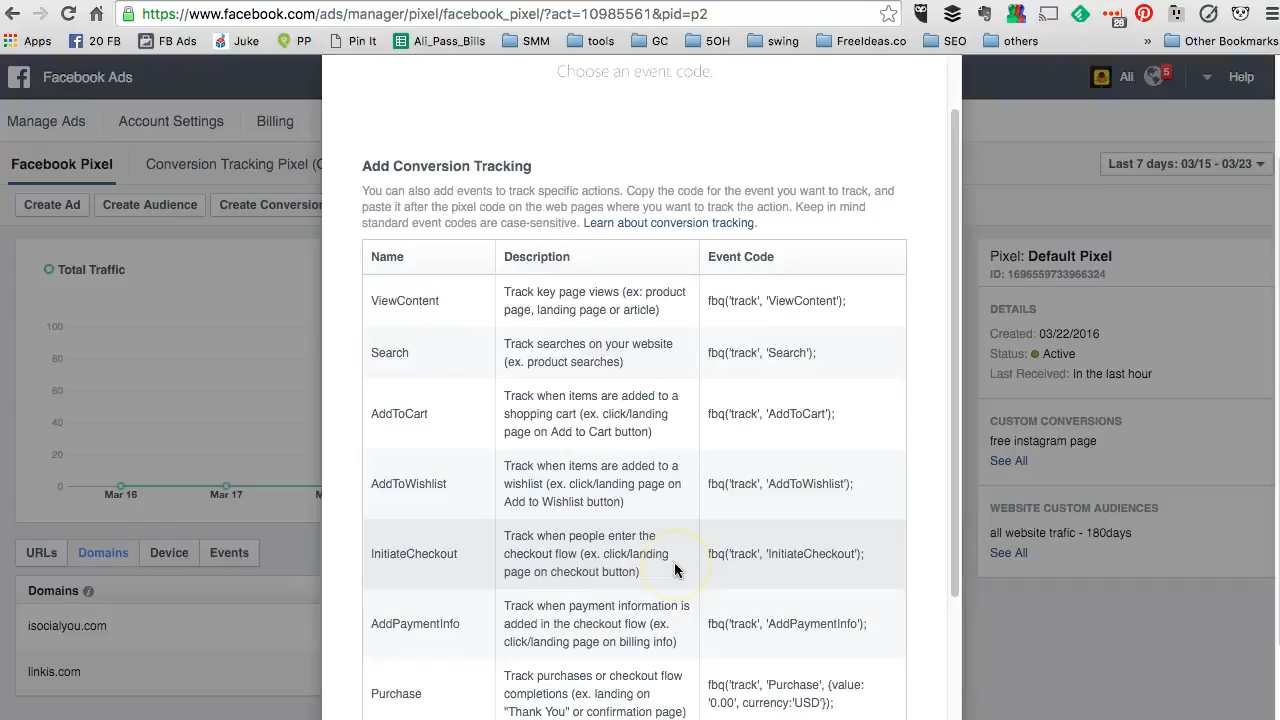 https://www.facebook.com/ads/manager/pixel/facebook_pixel/?act=10985561&pid=p2
23
Apps
20 FB
FB Ads
Juke
PP
Pin It
Ali_Pass_Bills
SMM
tools
GC
5OH
swing
FreeIdeas.co
SEO
others
»
Other Bookmarks
Facebook Ads
Ali
5
Help
Manage Ads
Account Settings
Billing
Facebook Pixel
Conversion Tracking Pixel (
Last 7 days: 03/15 - 03/23
Create Ad
Create Audience
Create Conversion
Total Traffic
100
80
60
40
20
0
Mar 16
Mar 17
M
URLs
Domains
Device
Events
Domains
isocialyou.com
linkis.com
Choose an event code.
Add Conversion Tracking
You can also add events to track specific actions. Copy the code for the event you want to track, and
paste it after the pixel code on the web pages where you want to track the action. Keep in mind
standard event codes are case-sensitive. Learn about conversion tracking.
Name
Description
Event Code
ViewContent
Track key page views (ex: product
page, landing page or article)
fbq('track', 'ViewContent');
Search
Track searches on your website
(ex. product searches)
fbq('track', 'Search');
AddToCart
Track when items are added to a
shopping cart (ex. click/landing
page on Add to Cart button)
fbq('track', 'AddToCart');
AddToWishlist
Track when items are added to a
wishlist (ex. click/landing page on
Add to Wishlist button)
fbq('track', 'AddToWishlist');
InitiateCheckout
Track when people enter the
checkout flow (ex. click/landing
page on checkout button)
fbq('track', 'InitiateCheckout');
AddPaymentInfo
Track when payment information is
added in the checkout flow (ex.
click/landing page on billing info)
fbq('track', 'AddPaymentInfo');
Purchase
Track purchases or checkout flow
completions (ex. landing on
"Thank You" or confirmation page)
fbq('track', 'Purchase', {value:
'0.00', currency:'USD'});
Pixel: Default Pixel
ID: 1696559733966324
DETAILS
Created: 03/22/2016
Status: Active
Last Received: In the last hour
CUSTOM CONVERSIONS
free instagram page
See All
WEBSITE CUSTOM AUDIENCES
all website trafic - 180days
See All